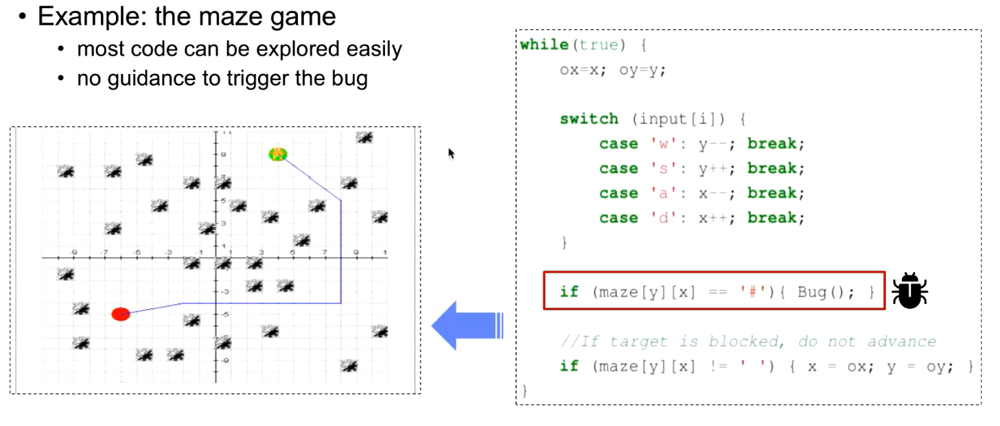 • Example: the maze game
• most code can be explored easily
• no guidance to trigger the bug
11
9
7
5
3
1
-9 -7 -5 -3 -1 1 3 5 7 9 1
-3
-5
-9
while(true) {
ox=x; oy=y;
switch (input[i]) {
case 'w': y--; break;
case 's': y++; break;
case 'a': x--; break;
case 'd': x++; break;
}
if (maze[y][x] == '#'){ Bug(); }
//If target is blocked, do not advance
if (maze[y][x] != ' ') { x = ox; y = oy; }
}